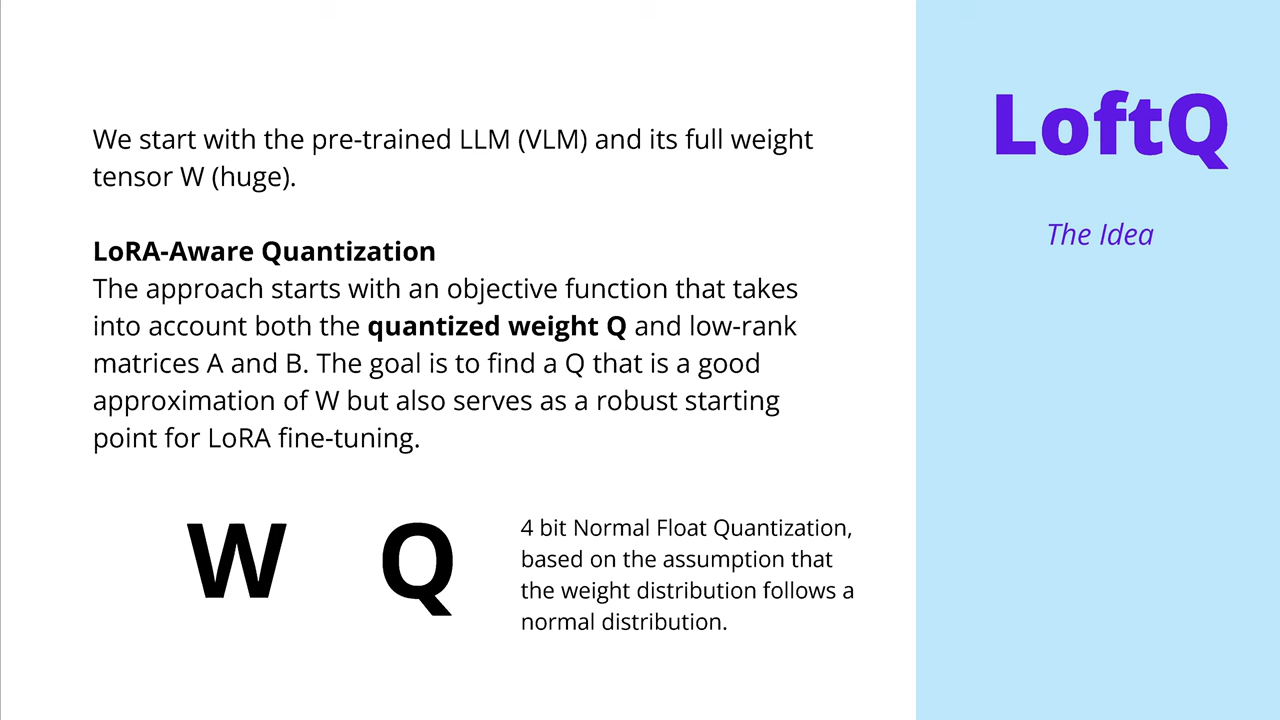 We start with the pre-trained LLM (VLM) and its full weight
tensor W (huge).
LoRA-Aware Quantization
The approach starts with an objective function that takes
into account both the quantized weight Q and low-rank
matrices A and B. The goal is to find a Q that is a good
approximation of W but also serves as a robust starting
point for LoRA fine-tuning.
W Q
4 bit Normal Float Quantization,
based on the assumption that
the weight distribution follows a
normal distribution.
LoftQ
The Idea